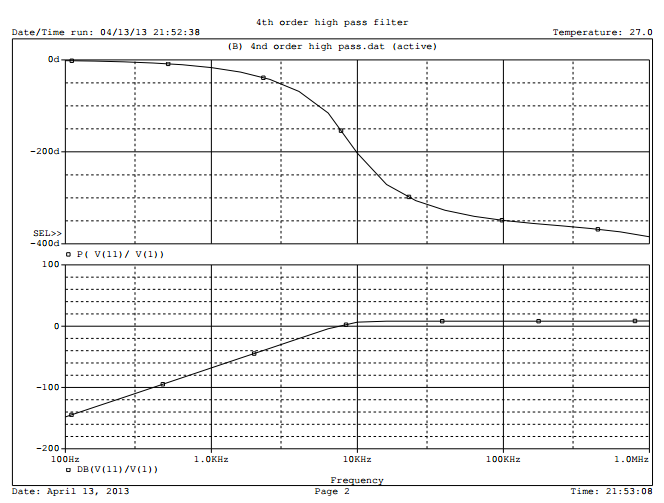 4th order high pass filter
Date/Time run: 04/13/13 21:52:38 Temperature: 27.0
(B) 4nd order high pass.dat (active)
0d
-200d
SEL>>
-400d
P( V(11)/ V(1))
100
0
-100
-200
100Hz 1.0KHz 10KHz 100KHz 1.0MHz
DB(V(11)/V(1))
Frequency
Date: April 13, 2013 Page 2 Time: 21:53:08